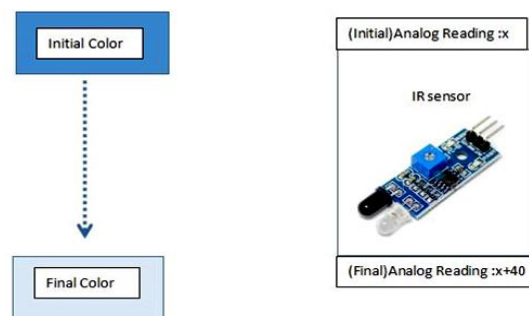 Initial Color
Final Color
(Initial)Analog Reading :x
IR sensor
(Final)Analog Reading :x+40